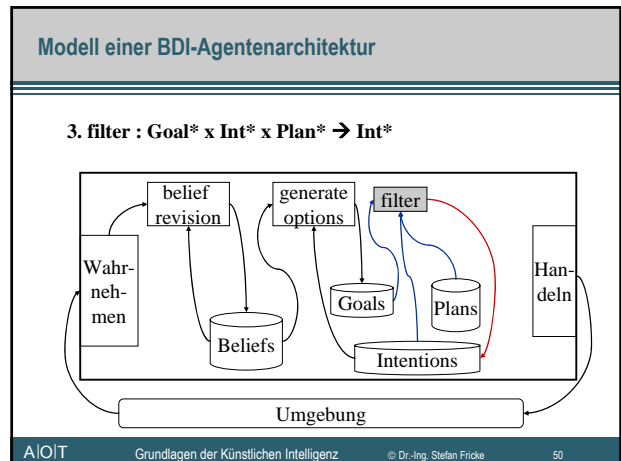 Modell einer BDI-Agentenarchitektur
3. filter : Goal* x Int* x Plan* → Int*
belief
revision
generate
options
filter
Wahr-
neh-
men
Han-
deln
Goals
Plans
Beliefs
Intentions
Umgebung
A|O|T
Grundlagen der Künstlichen Intelligenz
© Dr.-Ing. Stefan Fricke
50